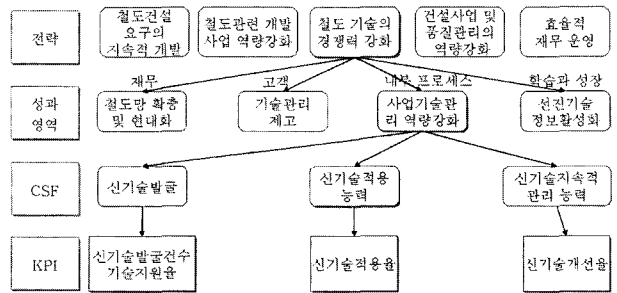 전략
철도건설
요구의
지속적 개발
철도관련 개발
사업 역량강화
철도 기술의
경쟁력 강화
건설사업 및
품질관리의
역량강화
효율적
재무 운영
성과
영역
재무
철도망 확충
및 현대화
고객
기술관리
제고
내부 프로세스
사업기술관
리 역량강화
학습과 성장
선진기술
정보활성화
CSF
신기술발굴
신기술적용
능력
신기술지속적
관리 능력
KPI
신기술발굴건수
기술지원율
신기술적용율
신기술개선율